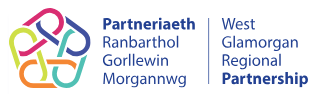 Partneriaeth
Ranbarthol
Gorllewin
Morgannwg
West
Glamorgan
Regional
Partnership